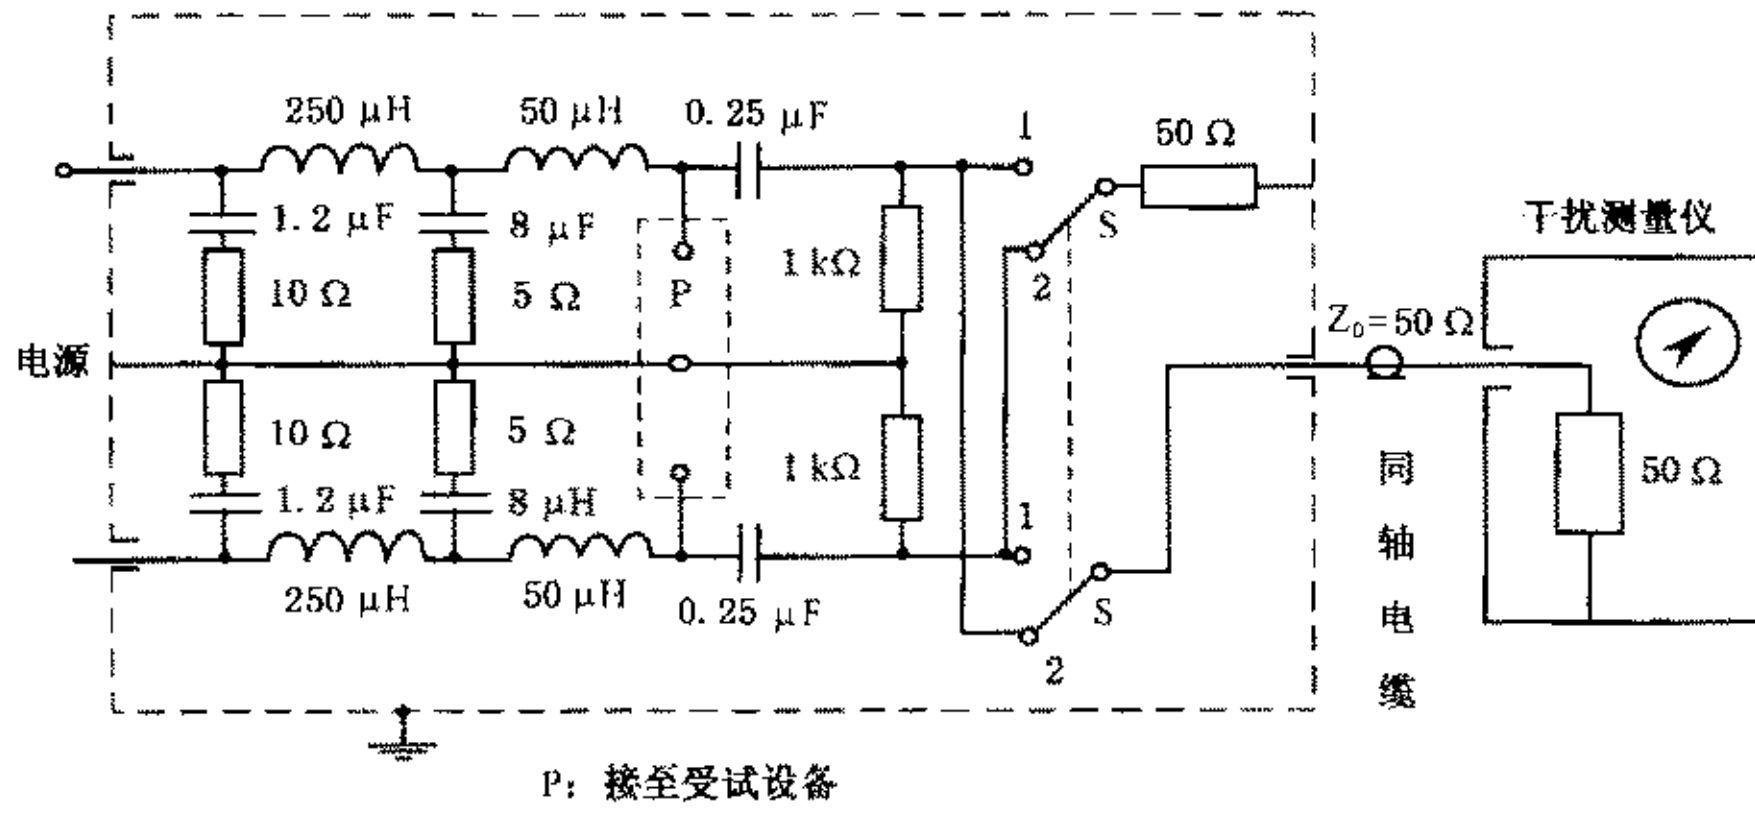 250 μH
50 μH
0.25 μF
1
50 Ω
1.2 μF
8 μF
S
干扰测量仪
10 Ω
5 Ω
P
1 kΩ
2
Z₀=50 Ω
电源
10 Ω
5 Ω
1 kΩ
同轴电缆
50 Ω
1.2 μF
8 μH
1
250 μH
50 μH
0.25 μF
S
2
P：接至受试设备